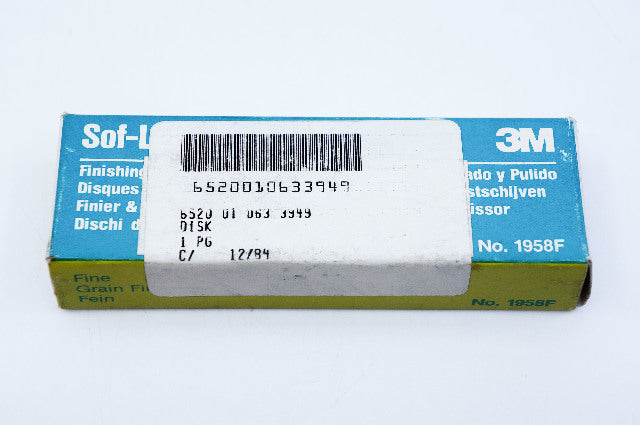 Sof-L
3M
Finishing
ado y Pulido
Disques
stschijven
Finier &
issor
Dischi d
No. 1958F
6520010633949
6520 01 063 3949
DISK
1 PG
C/ 12/84
Fine
Grain Fi
Fein
No. 1958F